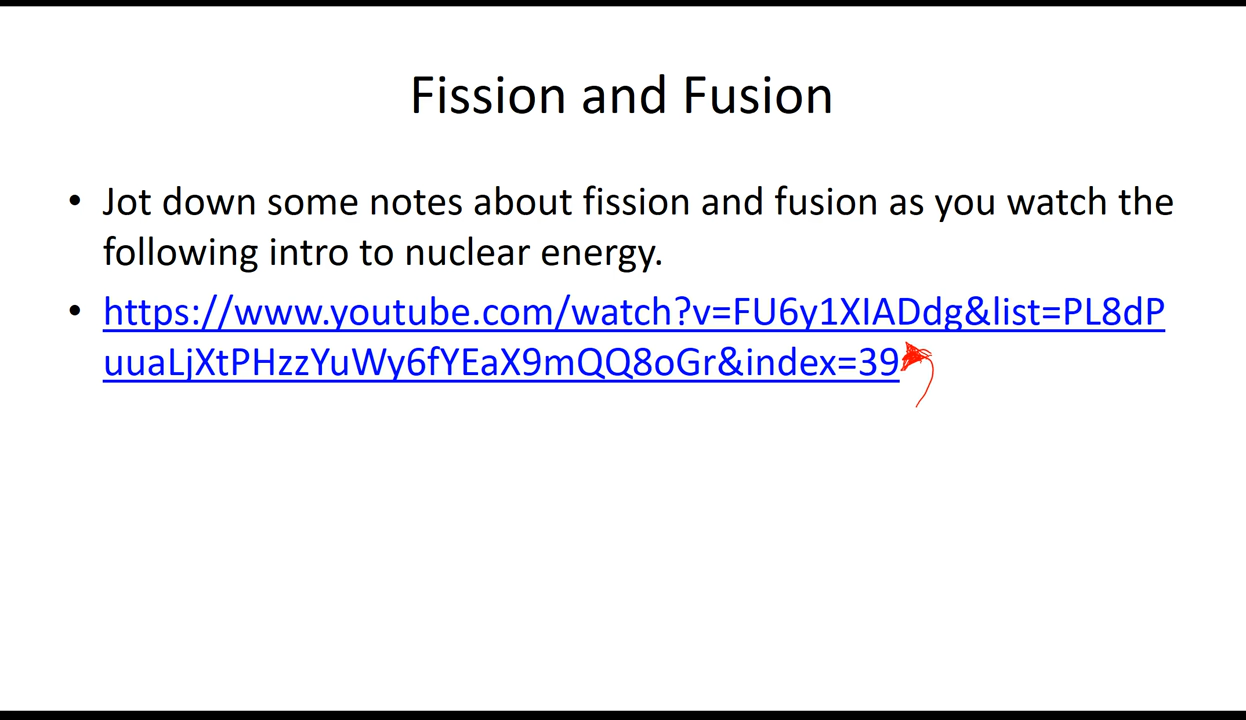 Fission and Fusion
• Jot down some notes about fission and fusion as you watch the
following intro to nuclear energy.
• https://www.youtube.com/watch?v=FU6y1XIADdg&list=PL8dP
uuaLjXtPHzzYuWy6fYEaX9mQQ8oGr&index=39